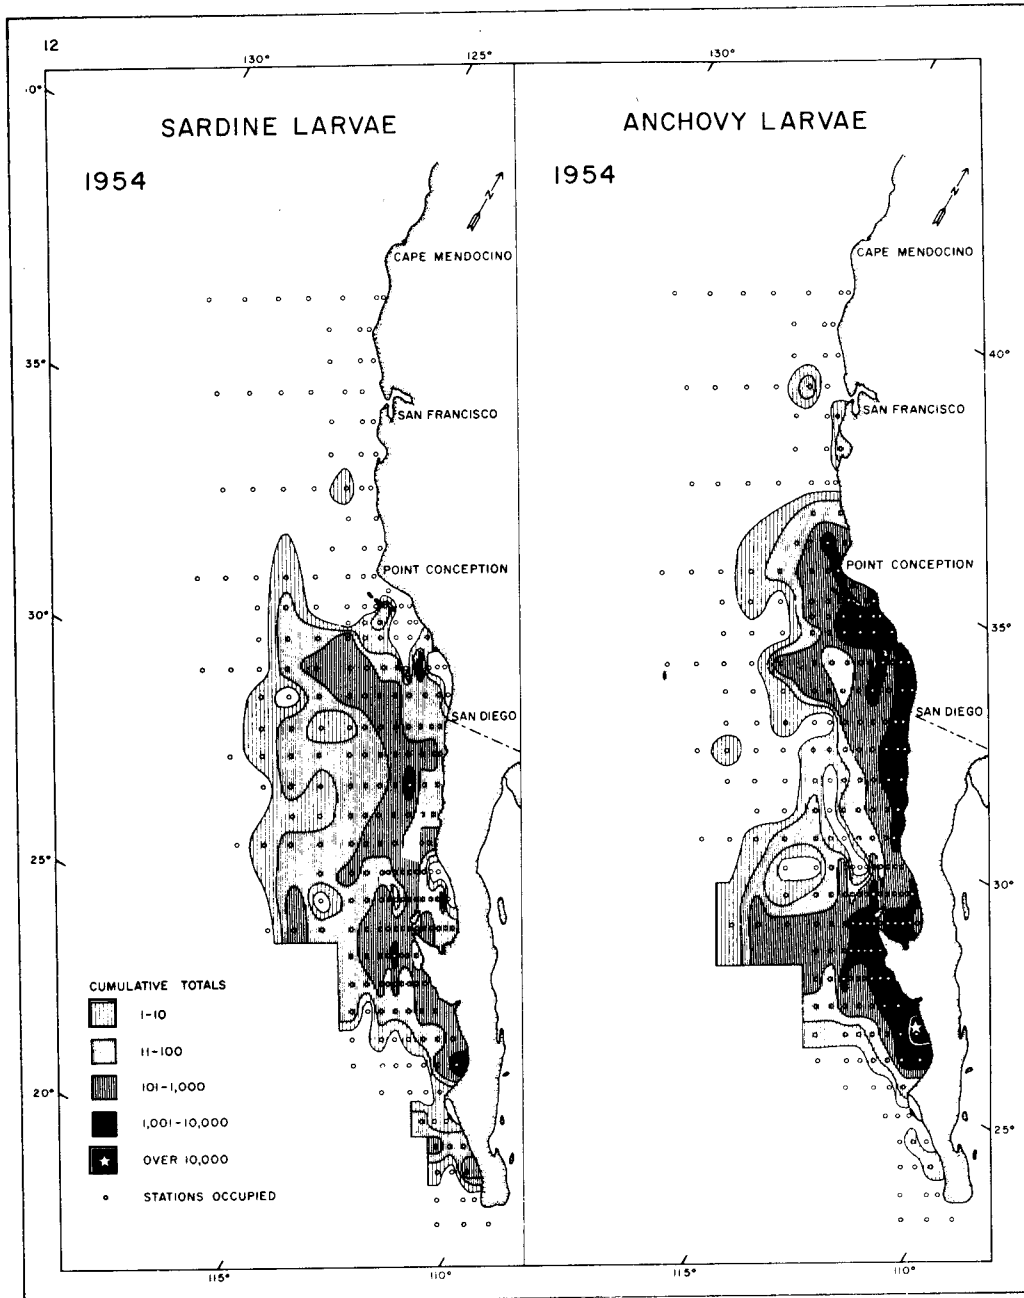 12
130°
125°
130°
SARDINE LARVAE
ANCHOVY LARVAE
1954
1954
N
N
CAPE MENDOCINO
CAPE MENDOCINO
35°
40°
SAN FRANCISCO
SAN FRANCISCO
POINT CONCEPTION
POINT CONCEPTION
30°
35°
SAN DIEGO
SAN DIEGO
25°
30°
CUMULATIVE TOTALS
1-10
11-100
101-1,000
1,001-10,000
OVER 10,000
STATIONS OCCUPIED
20°
25°
115°
110°
115°
110°